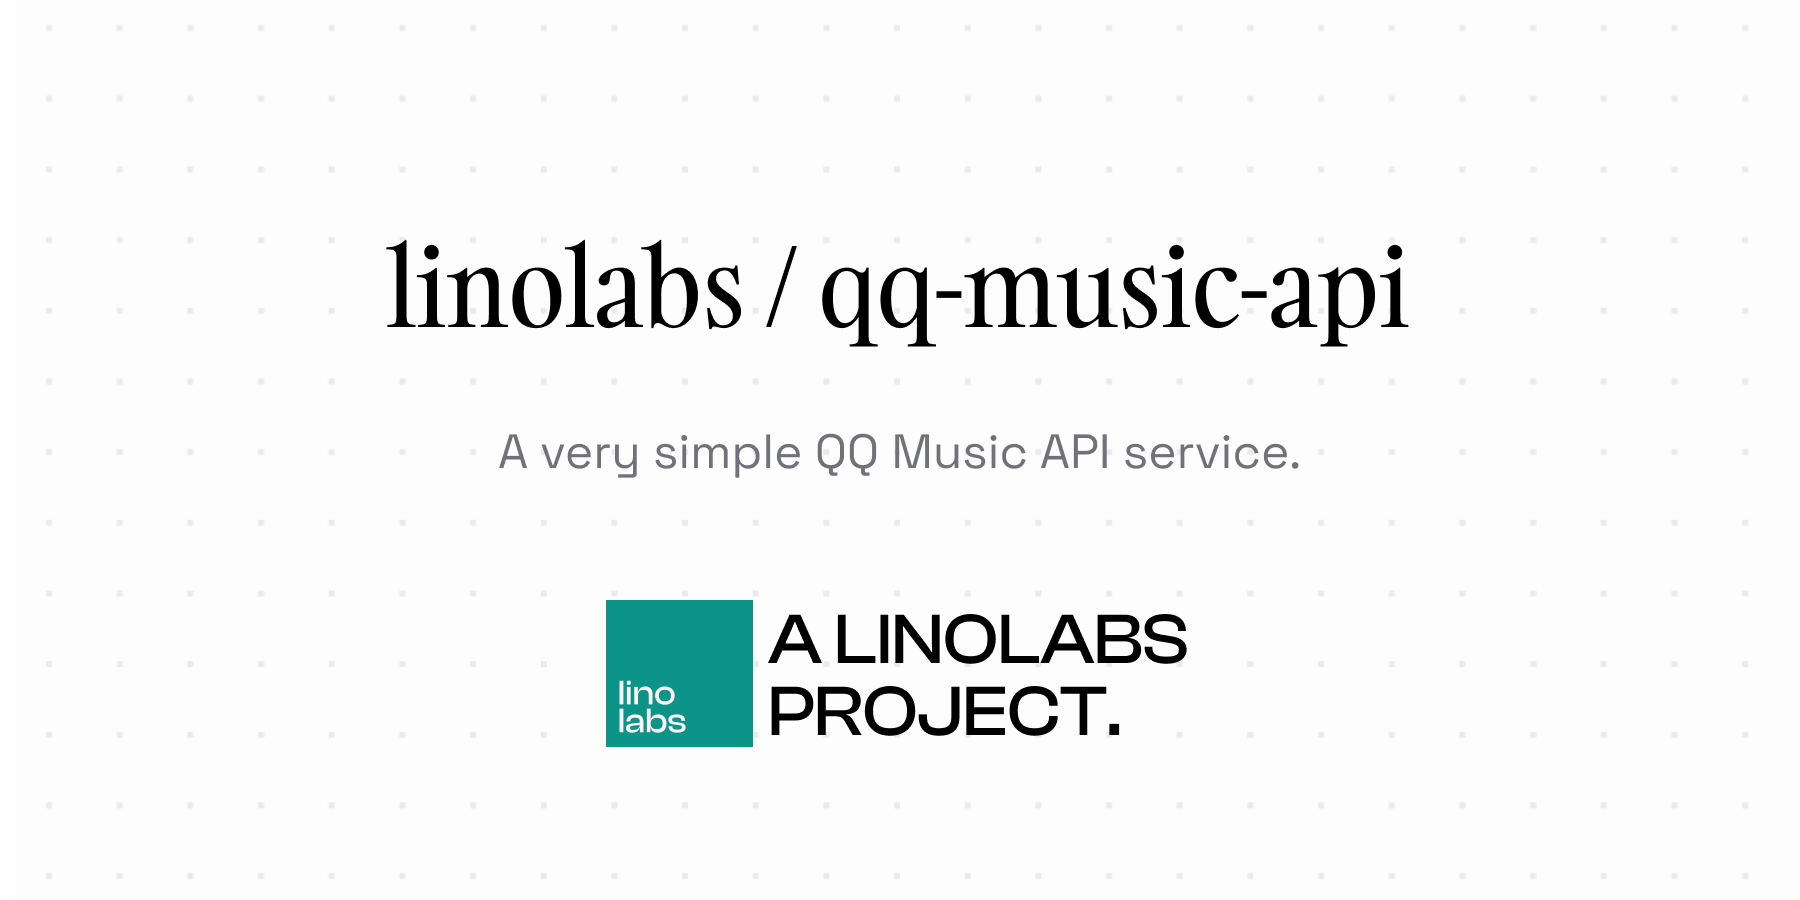 linolabs / qq-music-api
A very simple QQ Music API service.
lino
labs
A LINOLABS
PROJECT.